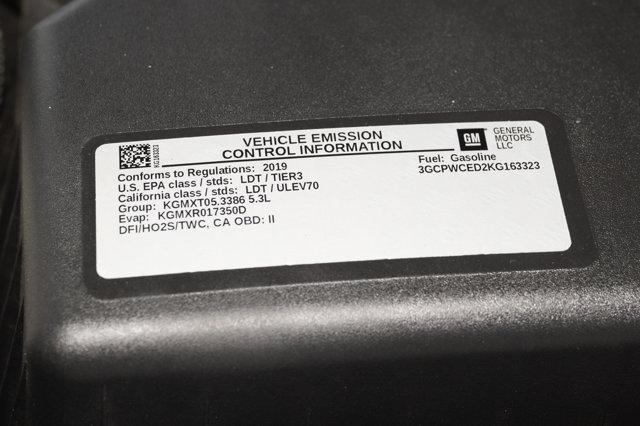 KG163323
VEHICLE EMISSION
CONTROL INFORMATION
GM
GENERAL
MOTORS
LLC
Conforms to Regulations: 2019
U.S. EPA class / stds: LDT / TIER3
California class / stds: LDT / ULEV70
Group: KGMXT05.3386 5.3L
Evap: KGMXR017350D
DFI/HO2S/TWC, CA OBD: II
Fuel: Gasoline
3GCPWCED2KG163323